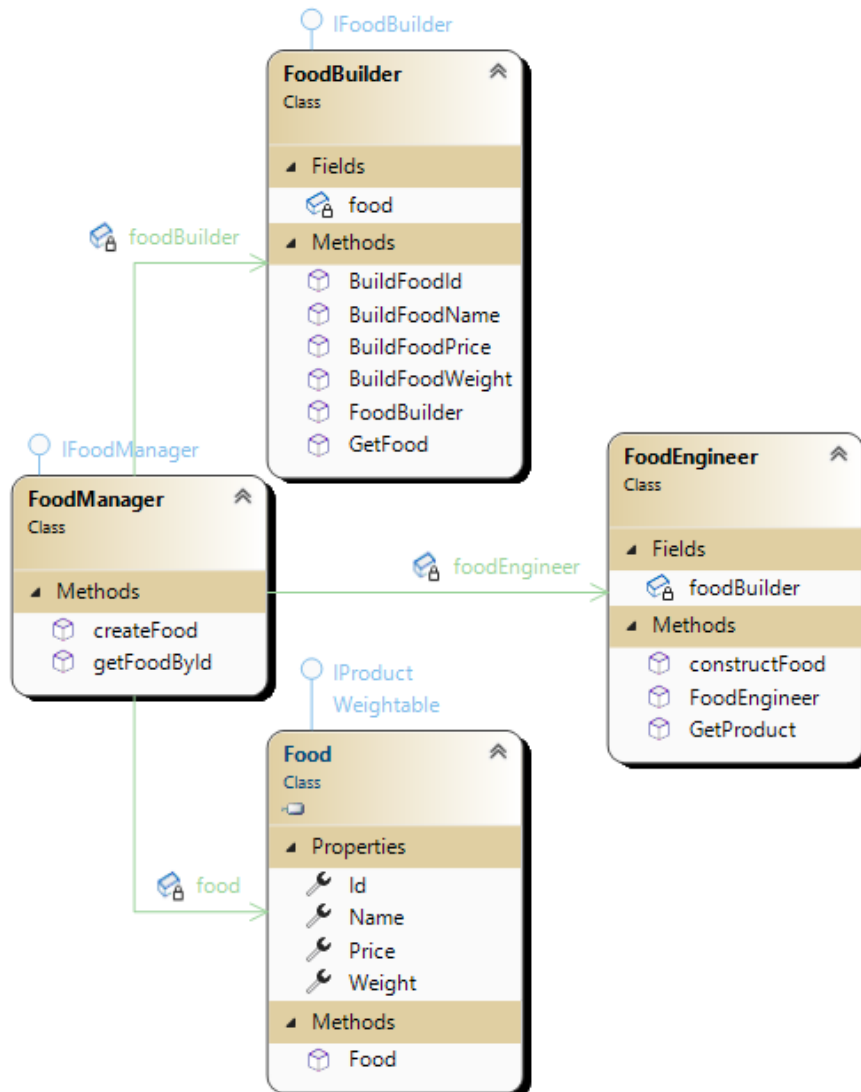 IFoodBuilder
FoodBuilder
Class
Fields
food
Methods
BuildFoodId
BuildFoodName
BuildFoodPrice
BuildFoodWeight
FoodBuilder
GetFood
foodBuilder
IFoodManager
FoodManager
Class
Methods
createFood
getFoodById
foodEngineer
FoodEngineer
Class
Fields
foodBuilder
Methods
constructFood
FoodEngineer
GetProduct
food
IProduct
Weightable
Food
Class
Properties
Id
Name
Price
Weight
Methods
Food